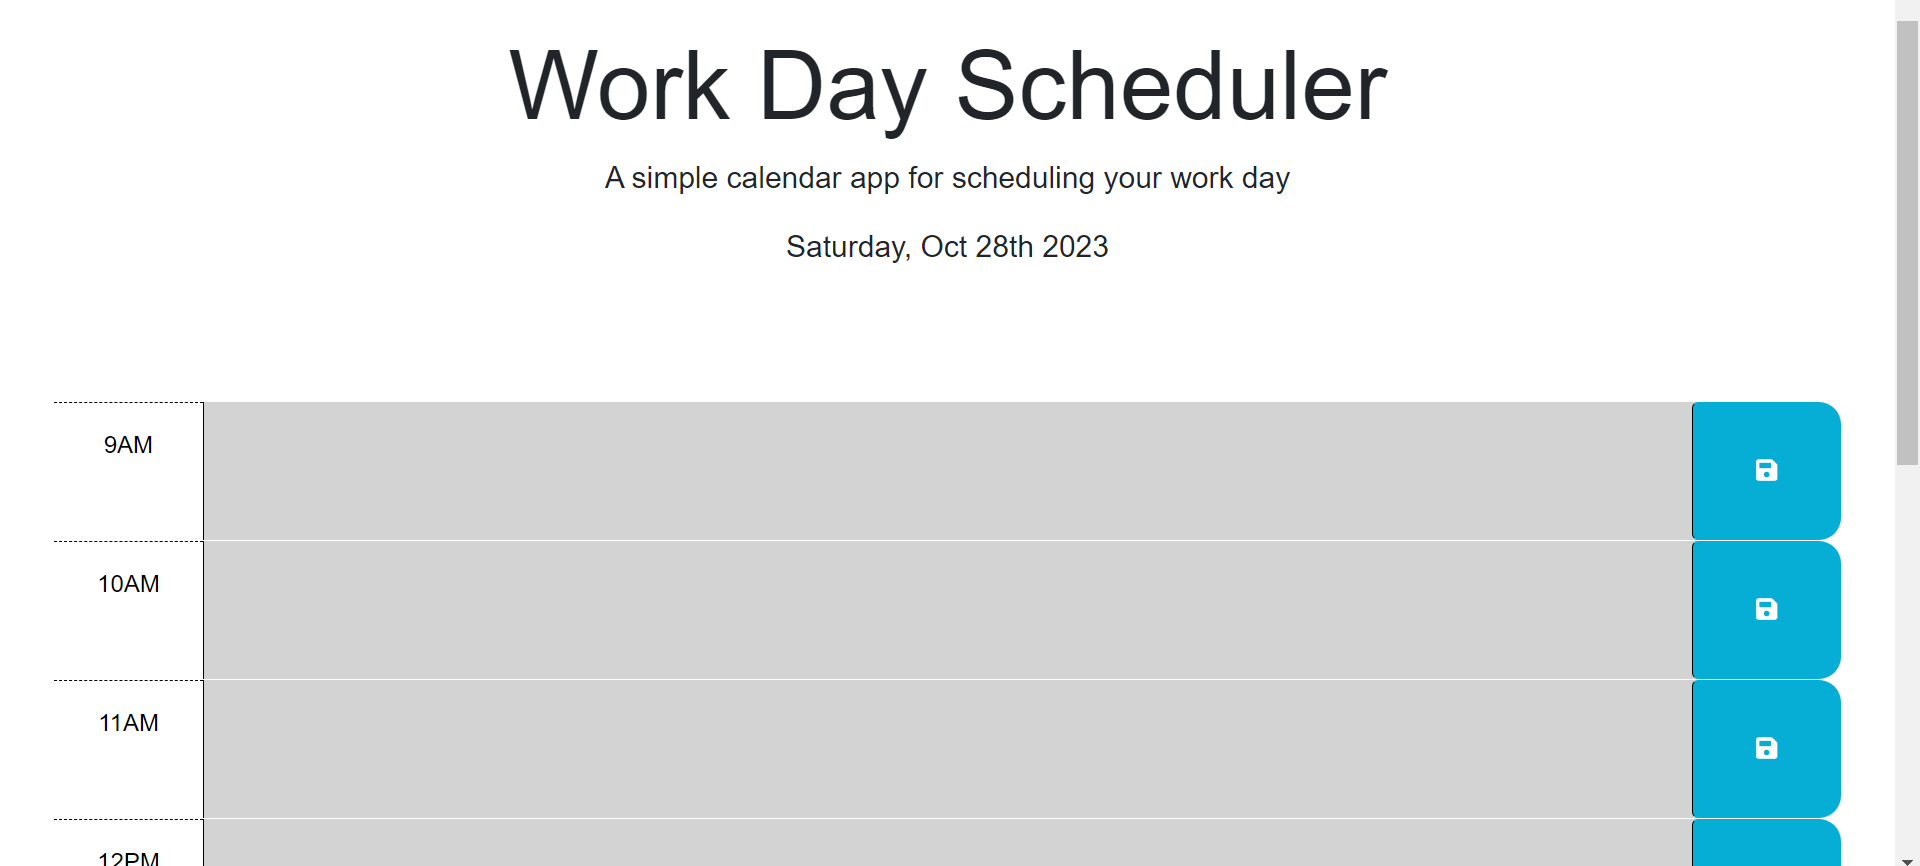 Work Day Scheduler
A simple calendar app for scheduling your work day
Saturday, Oct 28th 2023
9AM
10AM
11AM
12PM